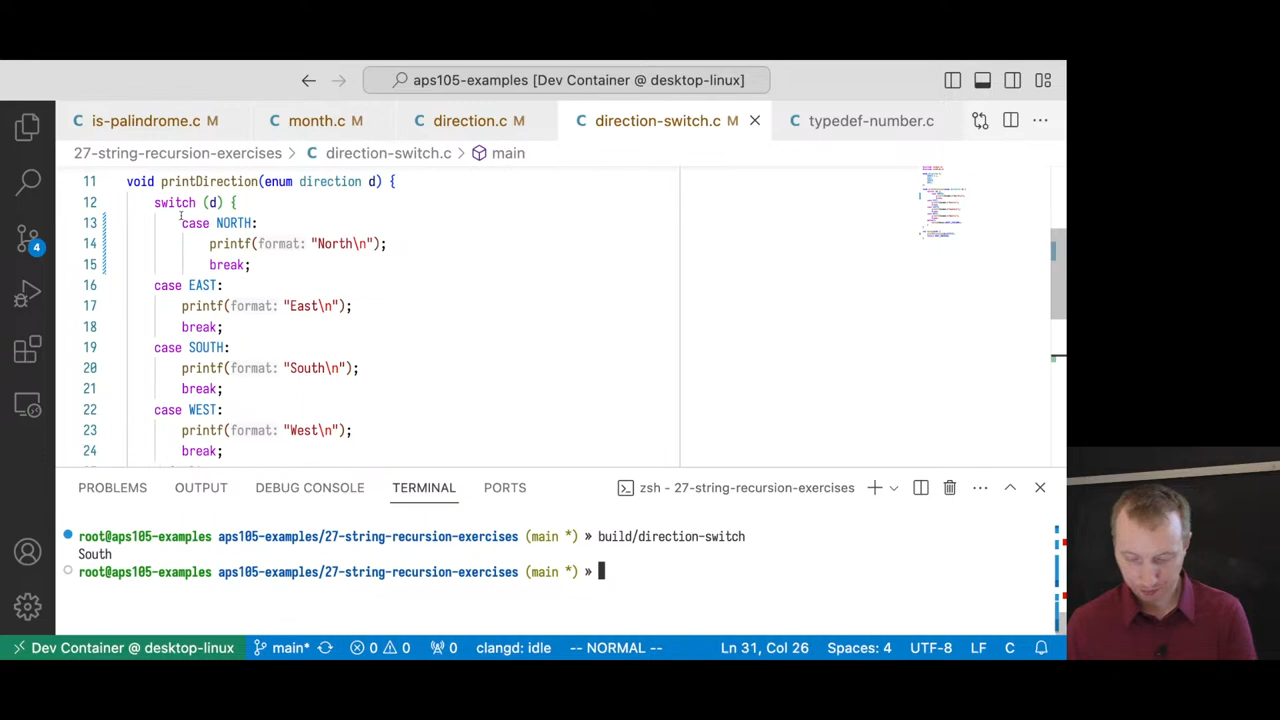 aps105-examples [Dev Container @ desktop-linux]
C is-palindrome.c M C month.c M C direction.c M C direction-switch.c M C typedef-number.c
27-string-recursion-exercises > C direction-switch.c > main
11 void printDirection(enum direction d) {
12 switch (d) {
13 case NORTH:
14 printf(format: "North\n");
15 break;
16 case EAST:
17 printf(format: "East\n");
18 break;
19 case SOUTH:
20 printf(format: "South\n");
21 break;
22 case WEST:
23 printf(format: "West\n");
24 break;
4
PROBLEMS OUTPUT DEBUG CONSOLE TERMINAL PORTS zsh - 27-string-recursion-exercises
root@aps105-examples aps105-examples/27-string-recursion-exercises (main *) » build/direction-switch
South
root@aps105-examples aps105-examples/27-string-recursion-exercises (main *) »
Dev Container @ desktop-linux main* 0 0 0 clangd: idle -- NORMAL -- Ln 31, Col 26 Spaces: 4 UTF-8 LF C